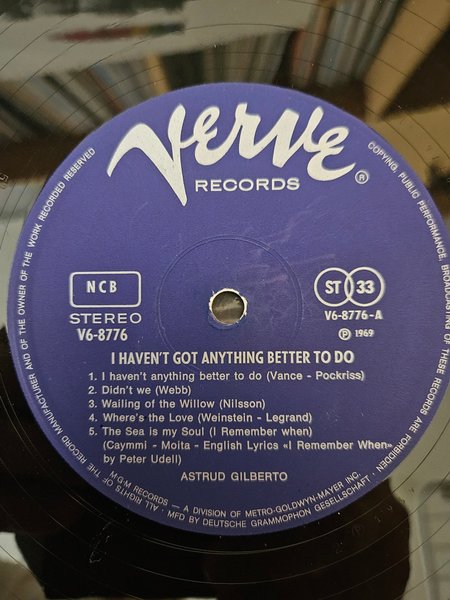 Verve
RECORDS
®
NCB
STEREO
V6-8776
ST 33
V6-8776-A
℗ 1969
I HAVEN'T GOT ANYTHING BETTER TO DO
1. I haven't anything better to do (Vance - Pockriss)
2. Didn't we (Webb)
3. Wailing of the Willow (Nilsson)
4. Where's the Love (Weinstein - Legrand)
5. The Sea is my Soul (I Remember when)
(Caymmi - Moita - English Lyrics «I Remember When»
by Peter Udell)
ASTRUD GILBERTO
M.G.M RECORDS — A DIVISION OF METRO-GOLDWYN-MAYER INC.
MFD BY DEUTSCHE GRAMMOPHON GESELLSCHAFT ·
ALL RIGHTS OF THE RECORD MANUFACTURER AND OF THE OWNER OF THE WORK RECORDED RESERVED
COPYING, PUBLIC PERFORMANCE, BROADCASTING OF THESE RECORDS ARE FORBIDDEN